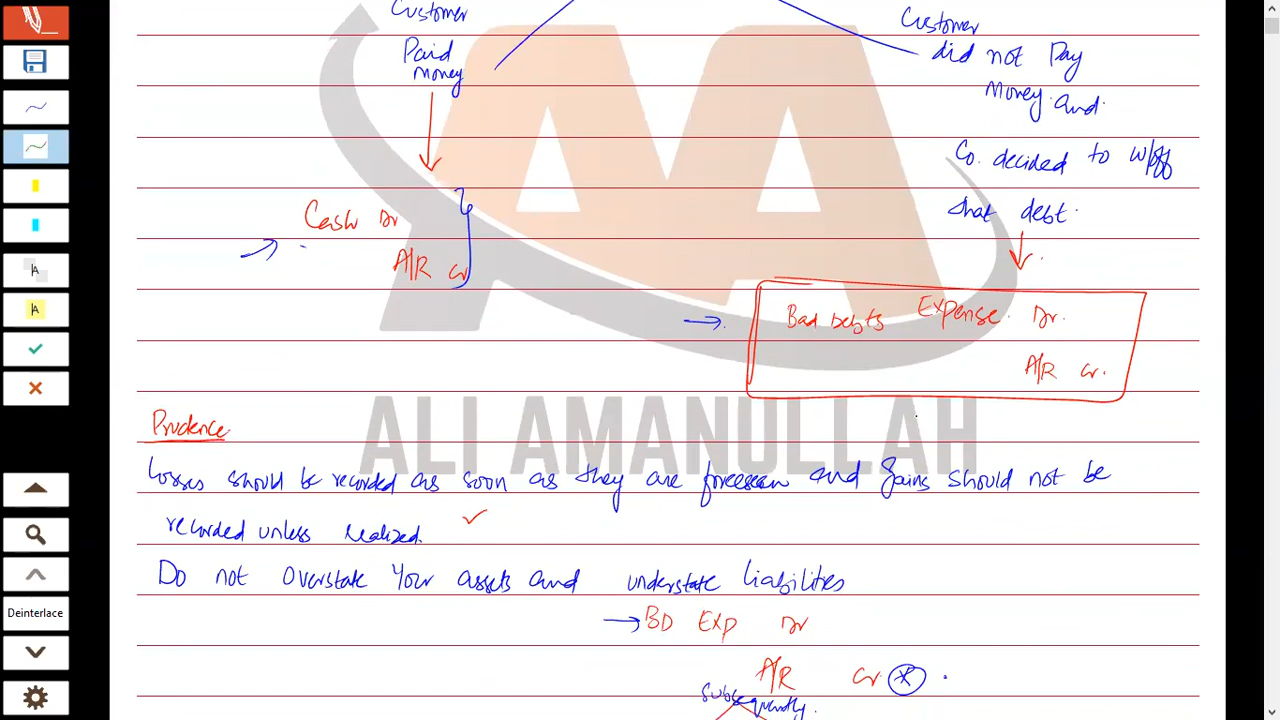 Customer
Paid
money
Cash Dr
A/R cr
Customer
did not Pay
Money and
Co. decided to w/off
that debt.
Bad debts Expense Dr.
A/R cr.
ALI AMANULLAH
Prudence
Losses should be recorded as soon as they are foreseen and gains should not be
recorded unless realized.
Do not overstate Your assets and understate liabilities
BD Exp Dr
A/R cr
Subsequently.
Deinterlace